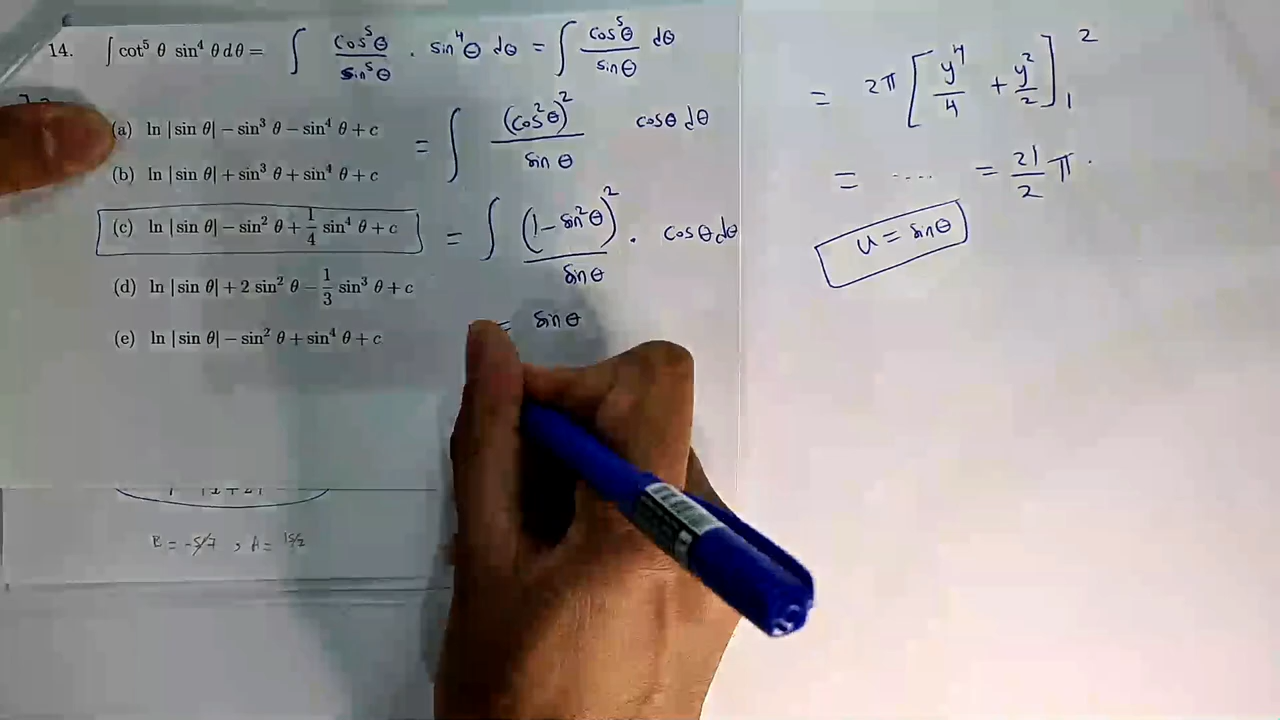 14. ∫ cot⁵ θ sin⁴ θ dθ = ∫ cos⁵θ/sin⁵θ · sin⁴θ dθ = ∫ cos⁵θ/sinθ dθ
(a) ln |sin θ| − sin³ θ − sin⁴ θ + c
= ∫ (cos²θ)²/sinθ cosθ dθ
(b) ln |sin θ| + sin³ θ + sin⁴ θ + c
(c) ln |sin θ| − sin² θ + 1/4 sin⁴ θ + c
= ∫ (1−sin²θ)²/sinθ · cosθ dθ
(d) ln |sin θ| + 2 sin² θ − 1/3 sin³ θ + c
= sinθ
(e) ln |sin θ| − sin² θ + sin⁴ θ + c
= 2π [y⁴/4 + y²/2]₁²
= .... = 21/2 π.
u = sinθ